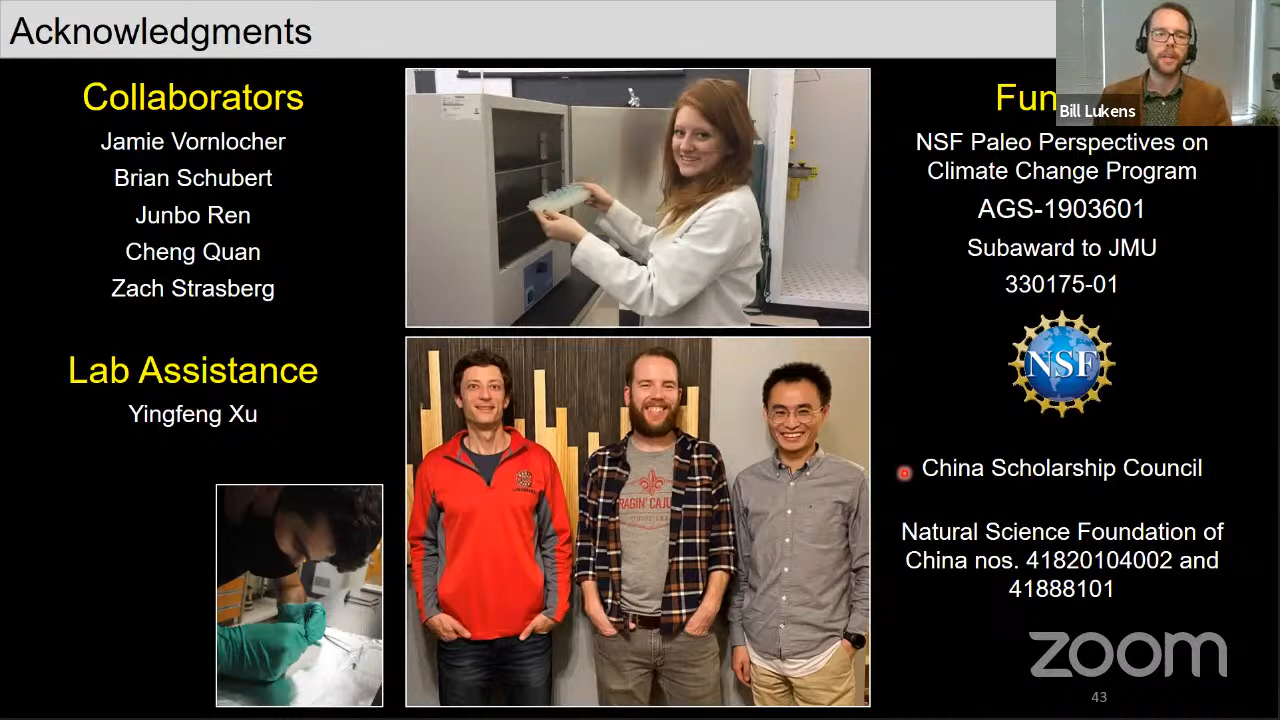 Acknowledgments
Collaborators
Jamie Vornlocher
Brian Schubert
Junbo Ren
Cheng Quan
Zach Strasberg
Lab Assistance
Yingfeng Xu
RAGIN' CAJU
Fun
Bill Lukens
NSF Paleo Perspectives on
Climate Change Program
AGS-1903601
Subaward to JMU
330175-01
NSF
China Scholarship Council
Natural Science Foundation of
China nos. 41820104002 and
41888101
zoom
43